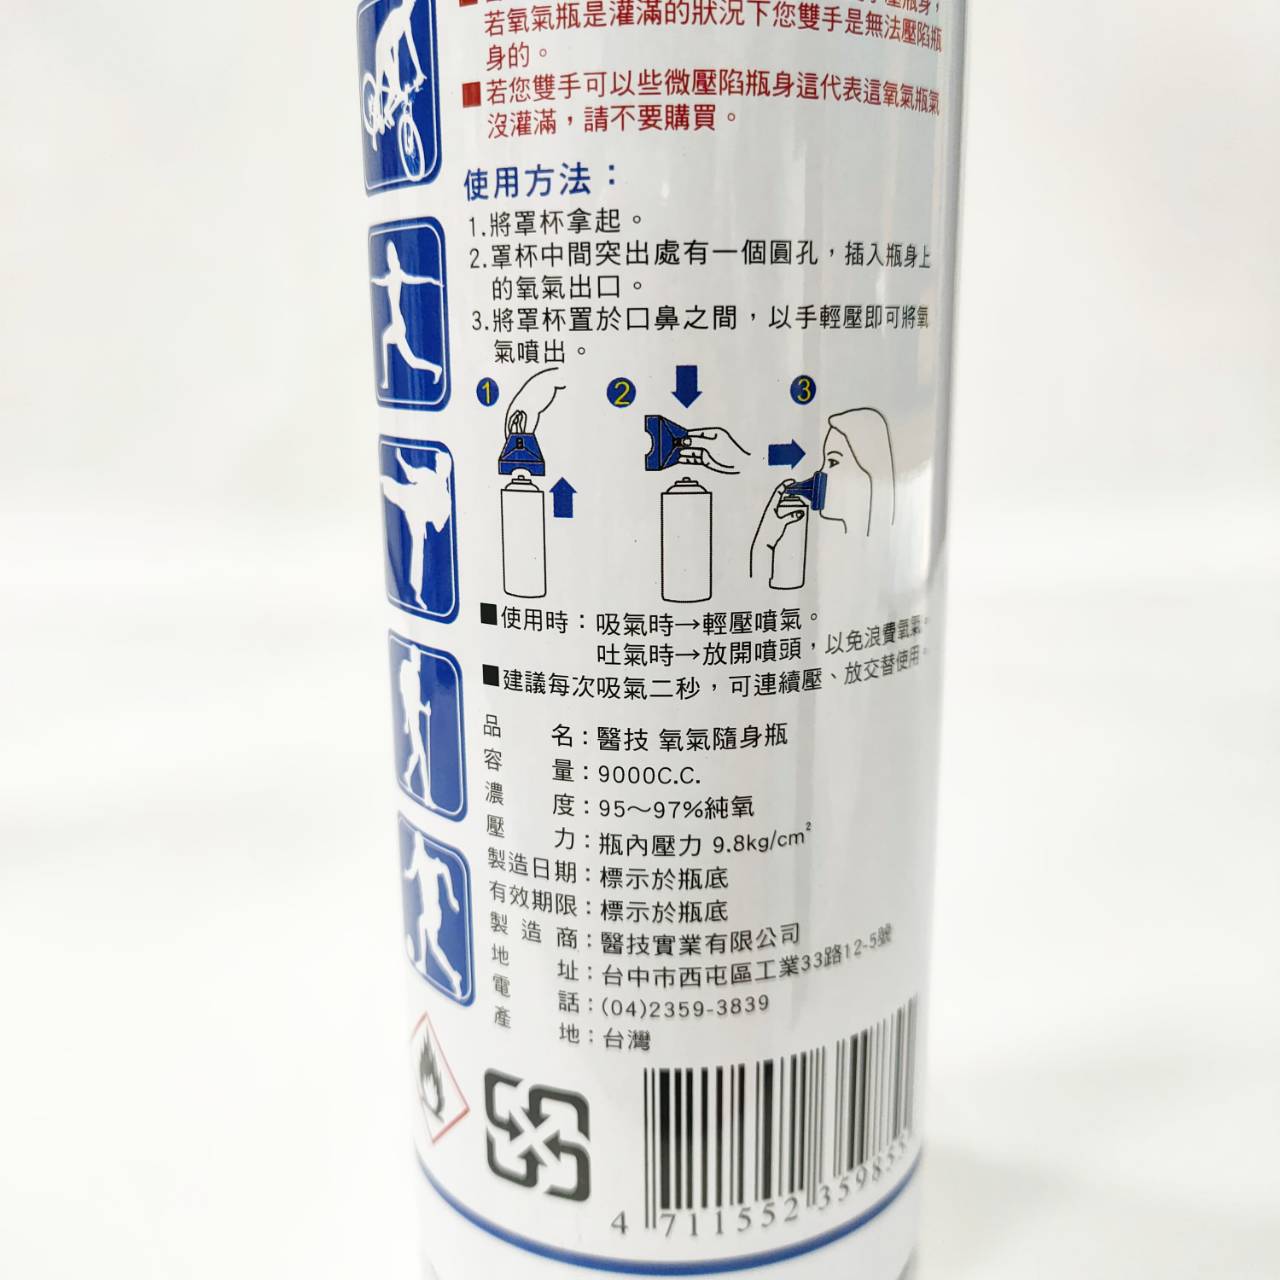 若氧氣瓶是灌滿的狀況下您雙手是無法壓陷瓶
身的。
■若您雙手可以些微壓陷瓶身這代表這氧氣瓶氣
沒灌滿，請不要購買。
使用方法：
1.將罩杯拿起。
2.罩杯中間突出處有一個圓孔，插入瓶身上
的氧氣出口。
3.將罩杯置於口鼻之間，以手輕壓即可將氧
氣噴出。
1 2 3
■使用時：吸氣時→輕壓噴氣。
吐氣時→放開噴頭，以免浪費氧氣。
■建議每次吸氣二秒，可連續壓、放交替使用。
品名：醫技 氧氣隨身瓶
容量：9000C.C.
濃度：95～97%純氧
壓力：瓶內壓力 9.8kg/cm²
製造日期：標示於瓶底
有效期限：標示於瓶底
製造商：醫技實業有限公司
地址：台中市西屯區工業33路12-5號
電話：(04)2359-3839
產地：台灣
4 711552 359855